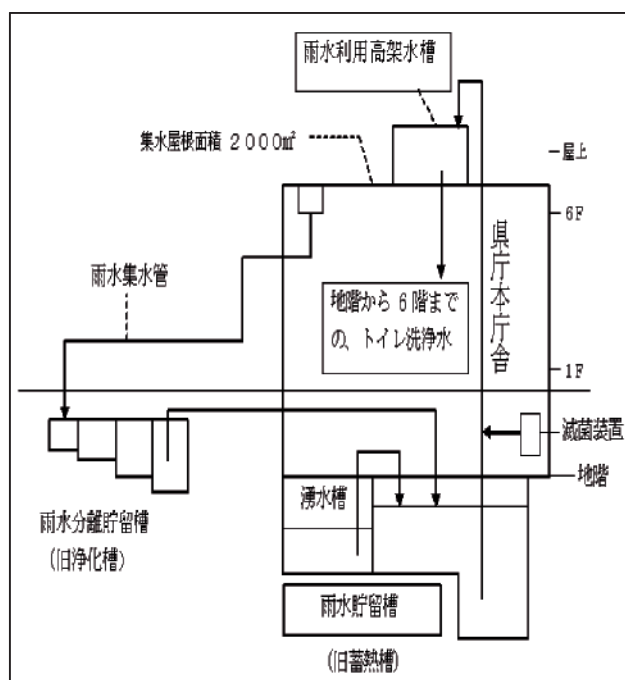 雨水利用高架水槽
集水屋根面積 2000㎡
屋上
6F
雨水集水管
県庁本庁舎
地階から6階まで
の、トイレ洗浄水
1F
滅菌装置
地階
湧水槽
雨水分離貯留槽
(旧浄化槽)
雨水貯留槽
(旧蓄熱槽)